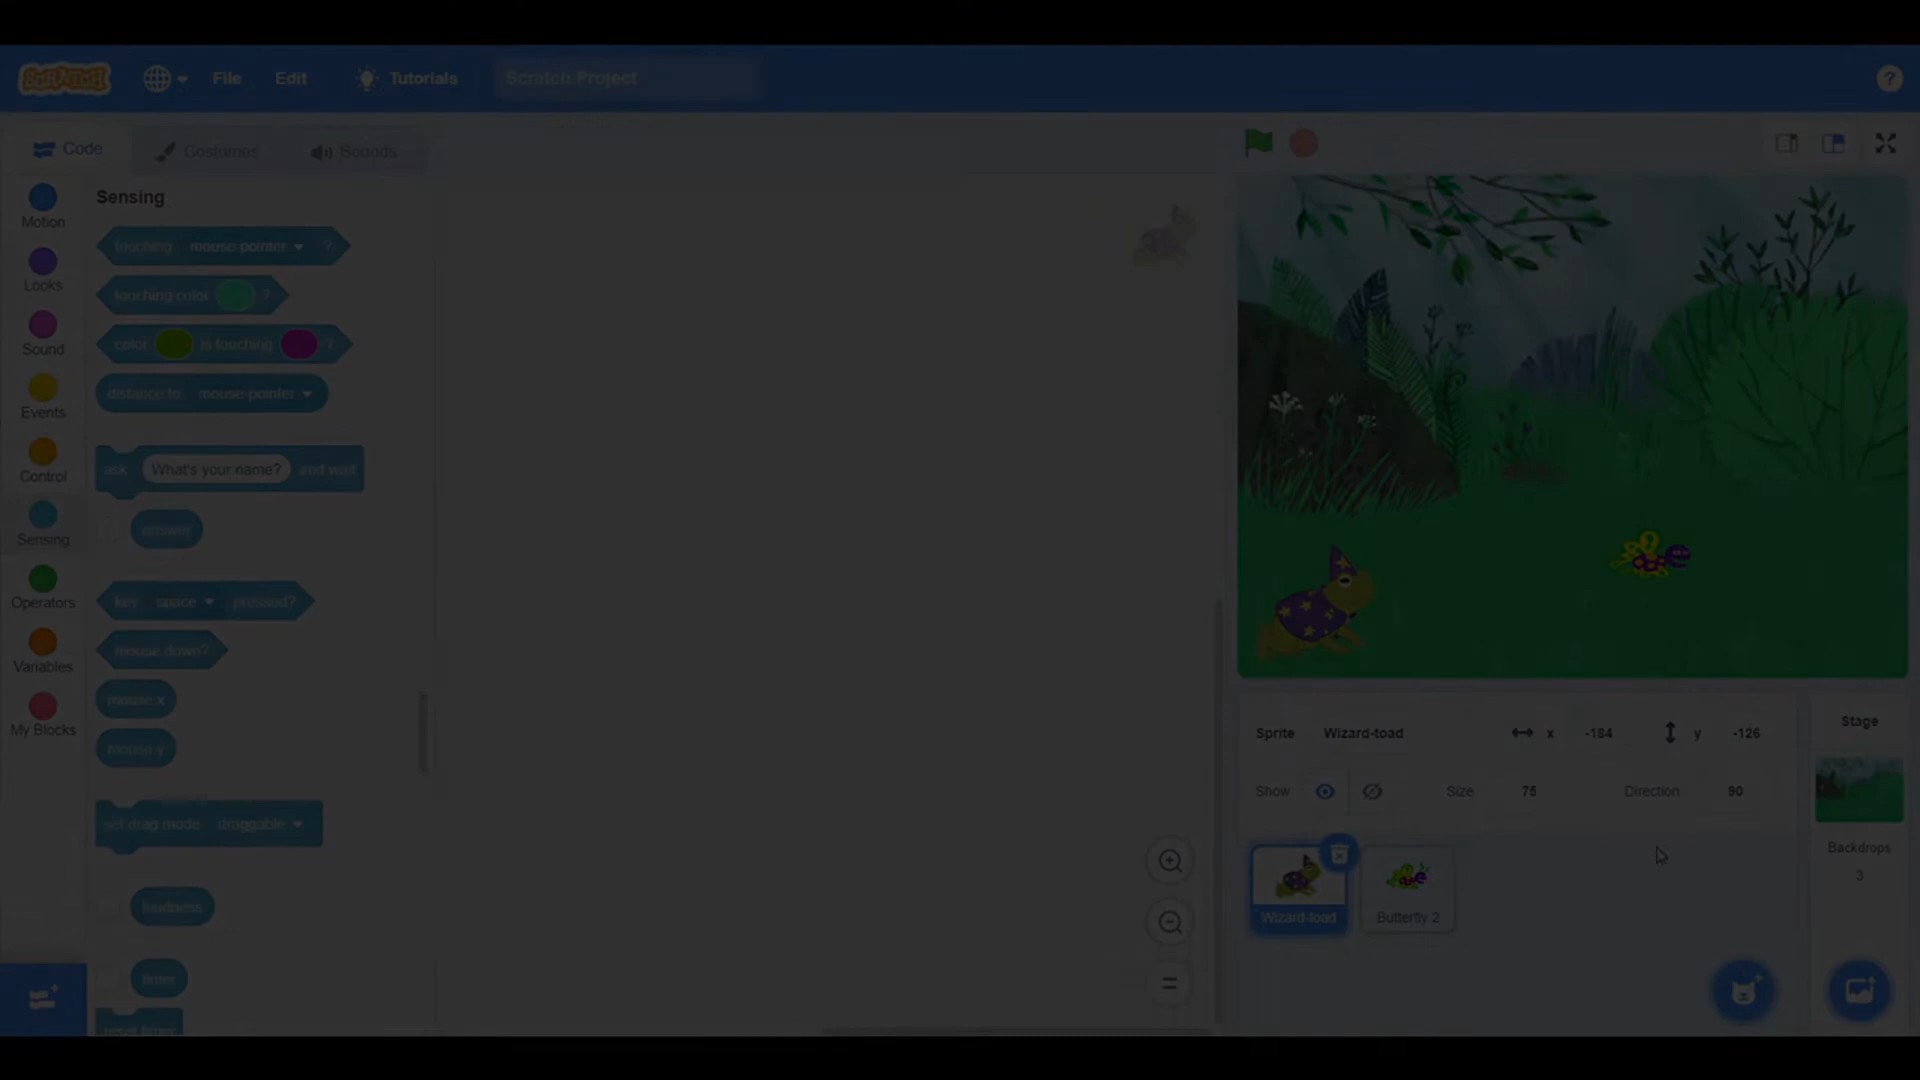 SCRATCH
File
Edit
Tutorials
Scratch Project
?
Code
Costumes
Sounds
Motion
Looks
Sound
Events
Control
Sensing
Operators
Variables
My Blocks
Sensing
touching mouse-pointer ?
touching color ?
color is touching ?
distance to mouse-pointer
ask What's your name? and wait
answer
key space pressed?
mouse down?
mouse x
mouse y
set drag mode draggable
loudness
timer
reset timer
Sprite Wizard-toad x -184 y -126
Show Size 75 Direction 90
Wizard-toad
Butterfly 2
Stage
Backdrops
3